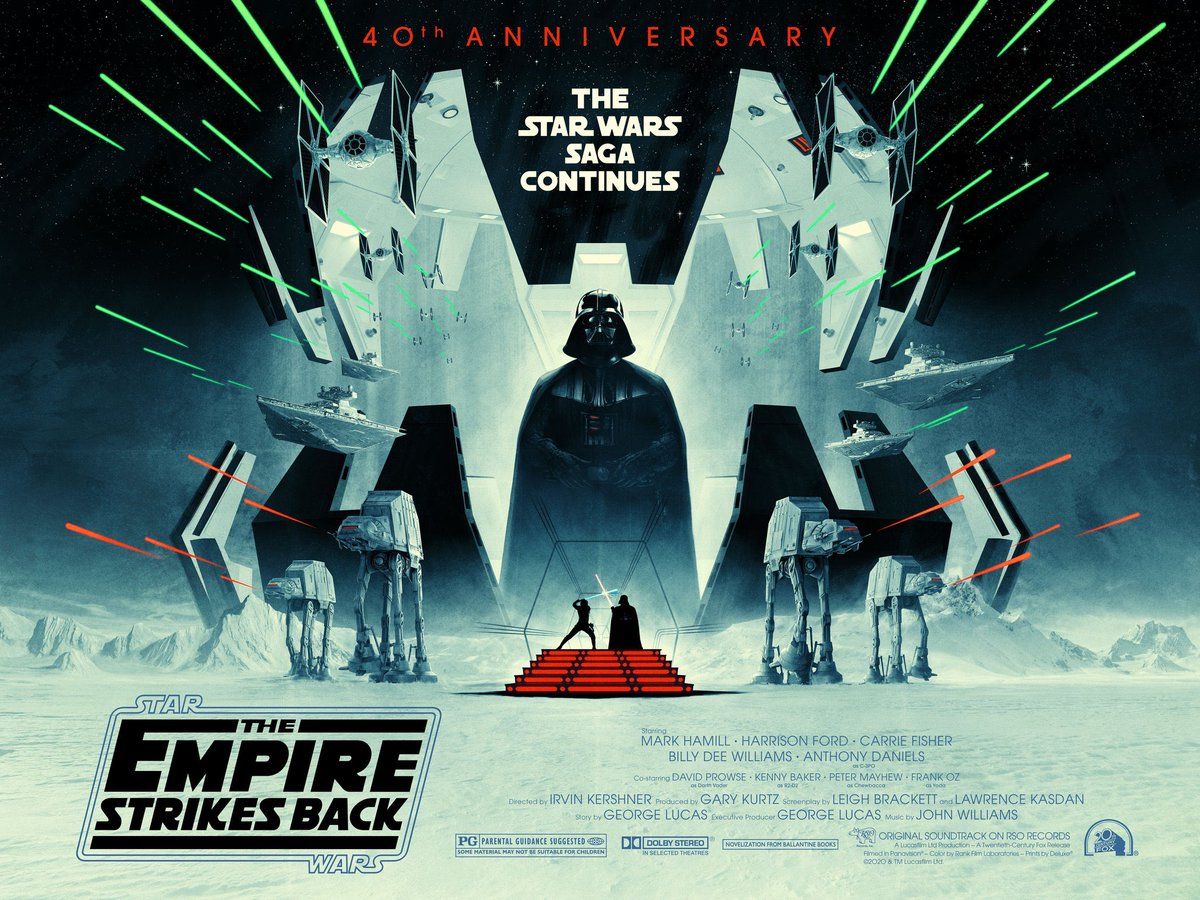 40th ANNIVERSARY
THE
STAR WARS
SAGA
CONTINUES
STAR
THE
EMPIRE
STRIKES BACK
WARS
Starring
MARK HAMILL · HARRISON FORD · CARRIE FISHER
BILLY DEE WILLIAMS · ANTHONY DANIELS
as C-3PO
Co-starring DAVID PROWSE · KENNY BAKER · PETER MAYHEW · FRANK OZ
as Darth Vader as R2-D2 as Chewbacca as Yoda
Directed by IRVIN KERSHNER Produced by GARY KURTZ Screenplay by LEIGH BRACKETT and LAWRENCE KASDAN
Story by GEORGE LUCAS Executive Producer GEORGE LUCAS Music by JOHN WILLIAMS
PG PARENTAL GUIDANCE SUGGESTED
SOME MATERIAL MAY NOT BE SUITABLE FOR CHILDREN
DOLBY STEREO
IN SELECTED THEATRES
NOVELIZATION FROM BALLANTINE BOOKS
ORIGINAL SOUNDTRACK ON RSO RECORDS
A Lucasfilm Ltd Production – A Twentieth-Century Fox Release
Filmed in Panavision® – Color by Rank Film Laboratories – Prints by Deluxe®
©2020 & TM Lucasfilm Ltd
FOX